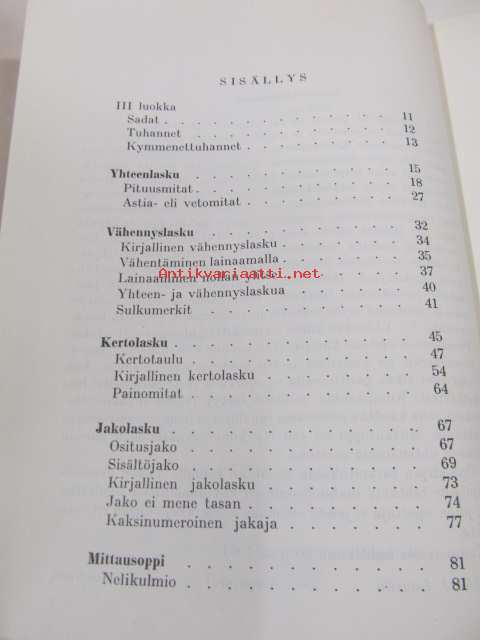 SISÄLLYS
III luokka
Sadat . . . . . . . . . . 11
Tuhannet . . . . . . . . . 12
Kymmenettuhannet . . . . . . 13
Yhteenlasku . . . . . . . . . 15
Pituusmitat . . . . . . . . . 18
Astia- eli vetomitat . . . . . . 27
Vähennyslasku . . . . . . . . 32
Kirjallinen vähennyslasku . . . . 34
Vähentäminen lainaamalla . . . . 35
Lainaaminen nollan ylitse . . . . 37
Antikvariaatti.net
Yhteen- ja vähennyslaskua . . . . 40
Sulkumerkit . . . . . . . . . 41
Kertolasku . . . . . . . . . 45
Kertotaulu . . . . . . . . . 47
Kirjallinen kertolasku . . . . . 54
Painomitat . . . . . . . . . 64
Jakolasku . . . . . . . . . . 67
Ositusjako . . . . . . . . . 67
Sisältöjako . . . . . . . . . 69
Kirjallinen jakolasku . . . . . . 73
Jako ei mene tasan . . . . . . 74
Kaksinumeroinen jakaja . . . . . 77
Mittausoppi . . . . . . . . . 81
Nelikulmio . . . . . . . . . 81